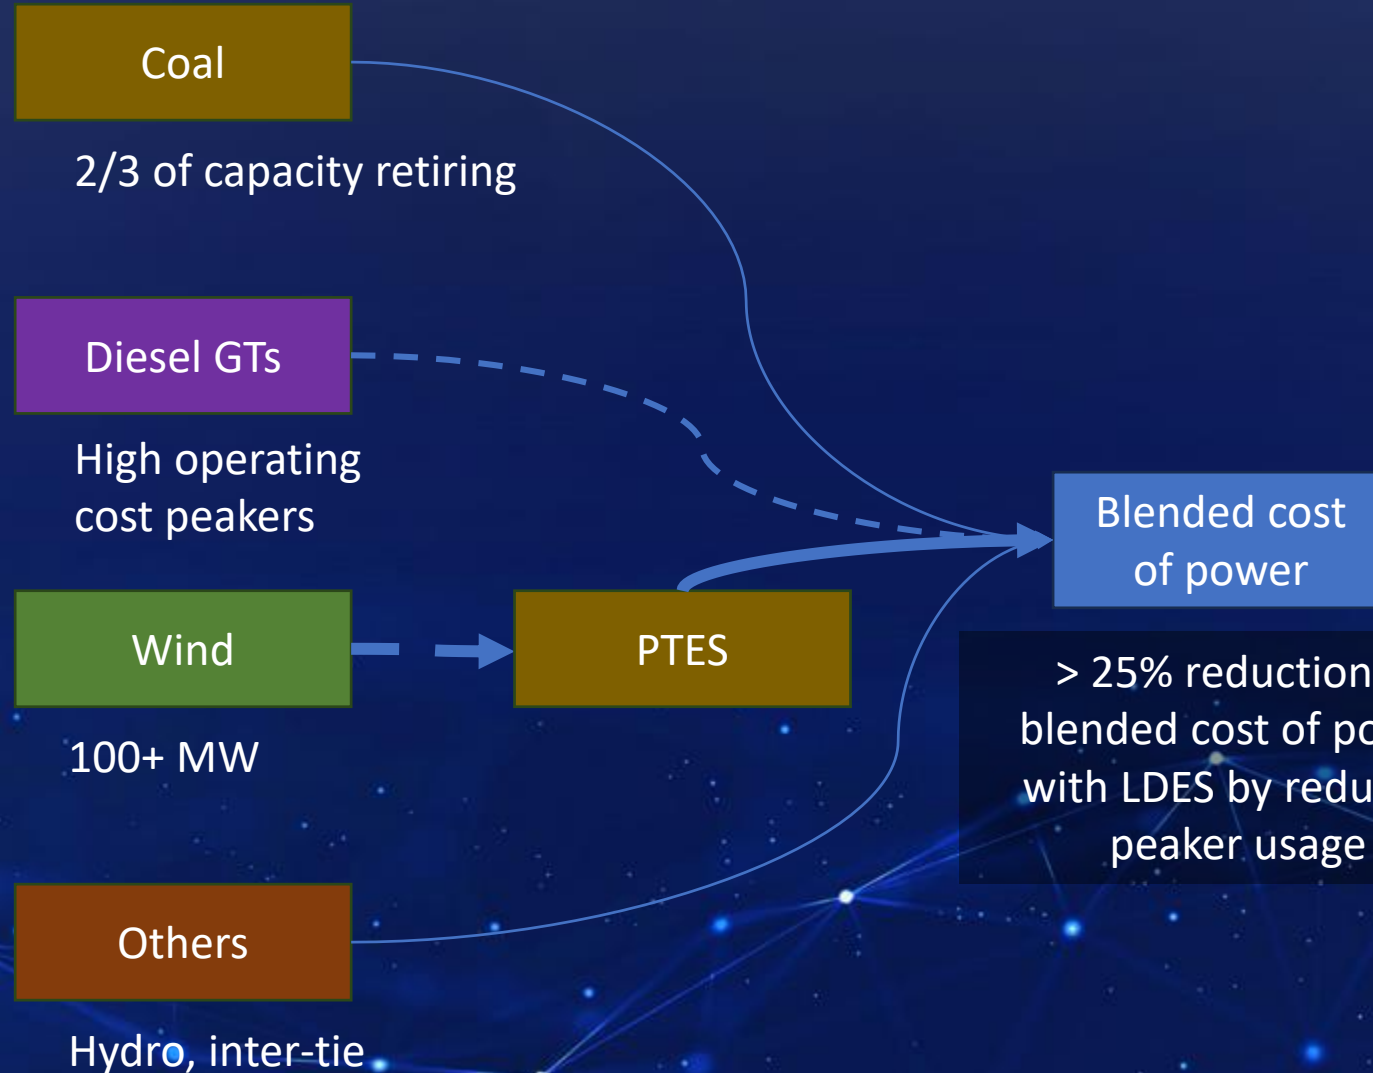 Coal
2/3 of capacity retiring
Diesel GTs
High operating
cost peakers
Blended cost
of power
Wind
PTES
> 25% reduction
blended cost of
with LDES by
peaker usage
100+ MW
Others
Hydro, inter-tie